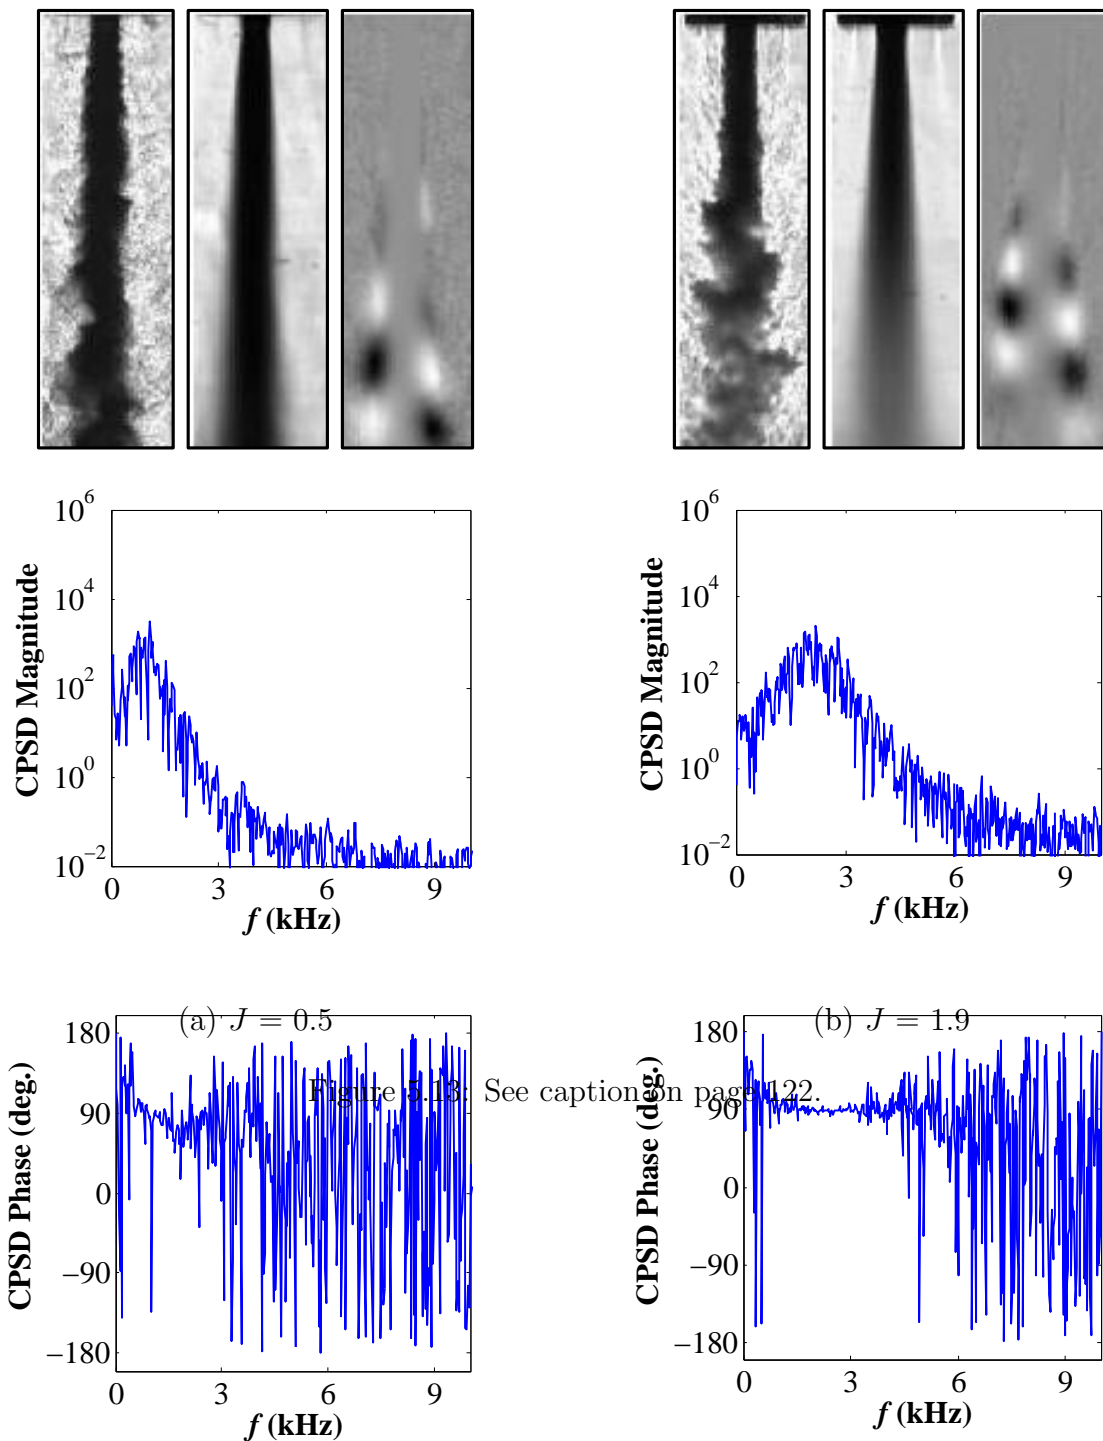 10^6
10^4
10^2
10^0
10^−2
CPSD Magnitude
0 3 6 9
f (kHz)
10^6
10^4
10^2
10^0
10^−2
CPSD Magnitude
0 3 6 9
f (kHz)
180
90
0
−90
−180
CPSD Phase (deg.)
0 3 6 9
f (kHz)
(a) J = 0.5
180
90
0
−90
−180
CPSD Phase (deg.)
0 3 6 9
f (kHz)
(b) J = 1.9
Figure 5.13: See caption on page 122.